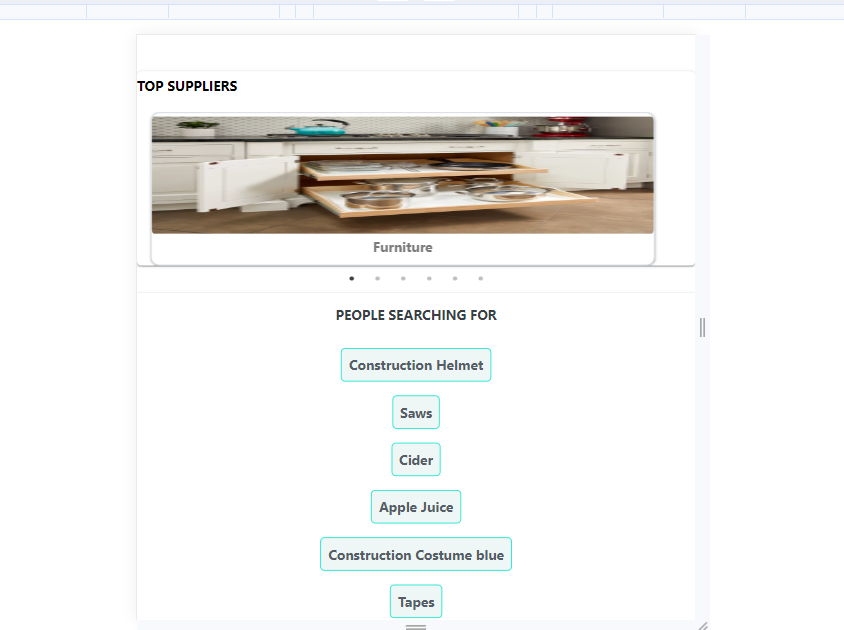 TOP SUPPLIERS
Furniture
PEOPLE SEARCHING FOR
Construction Helmet
Saws
Cider
Apple Juice
Construction Costume blue
Tapes